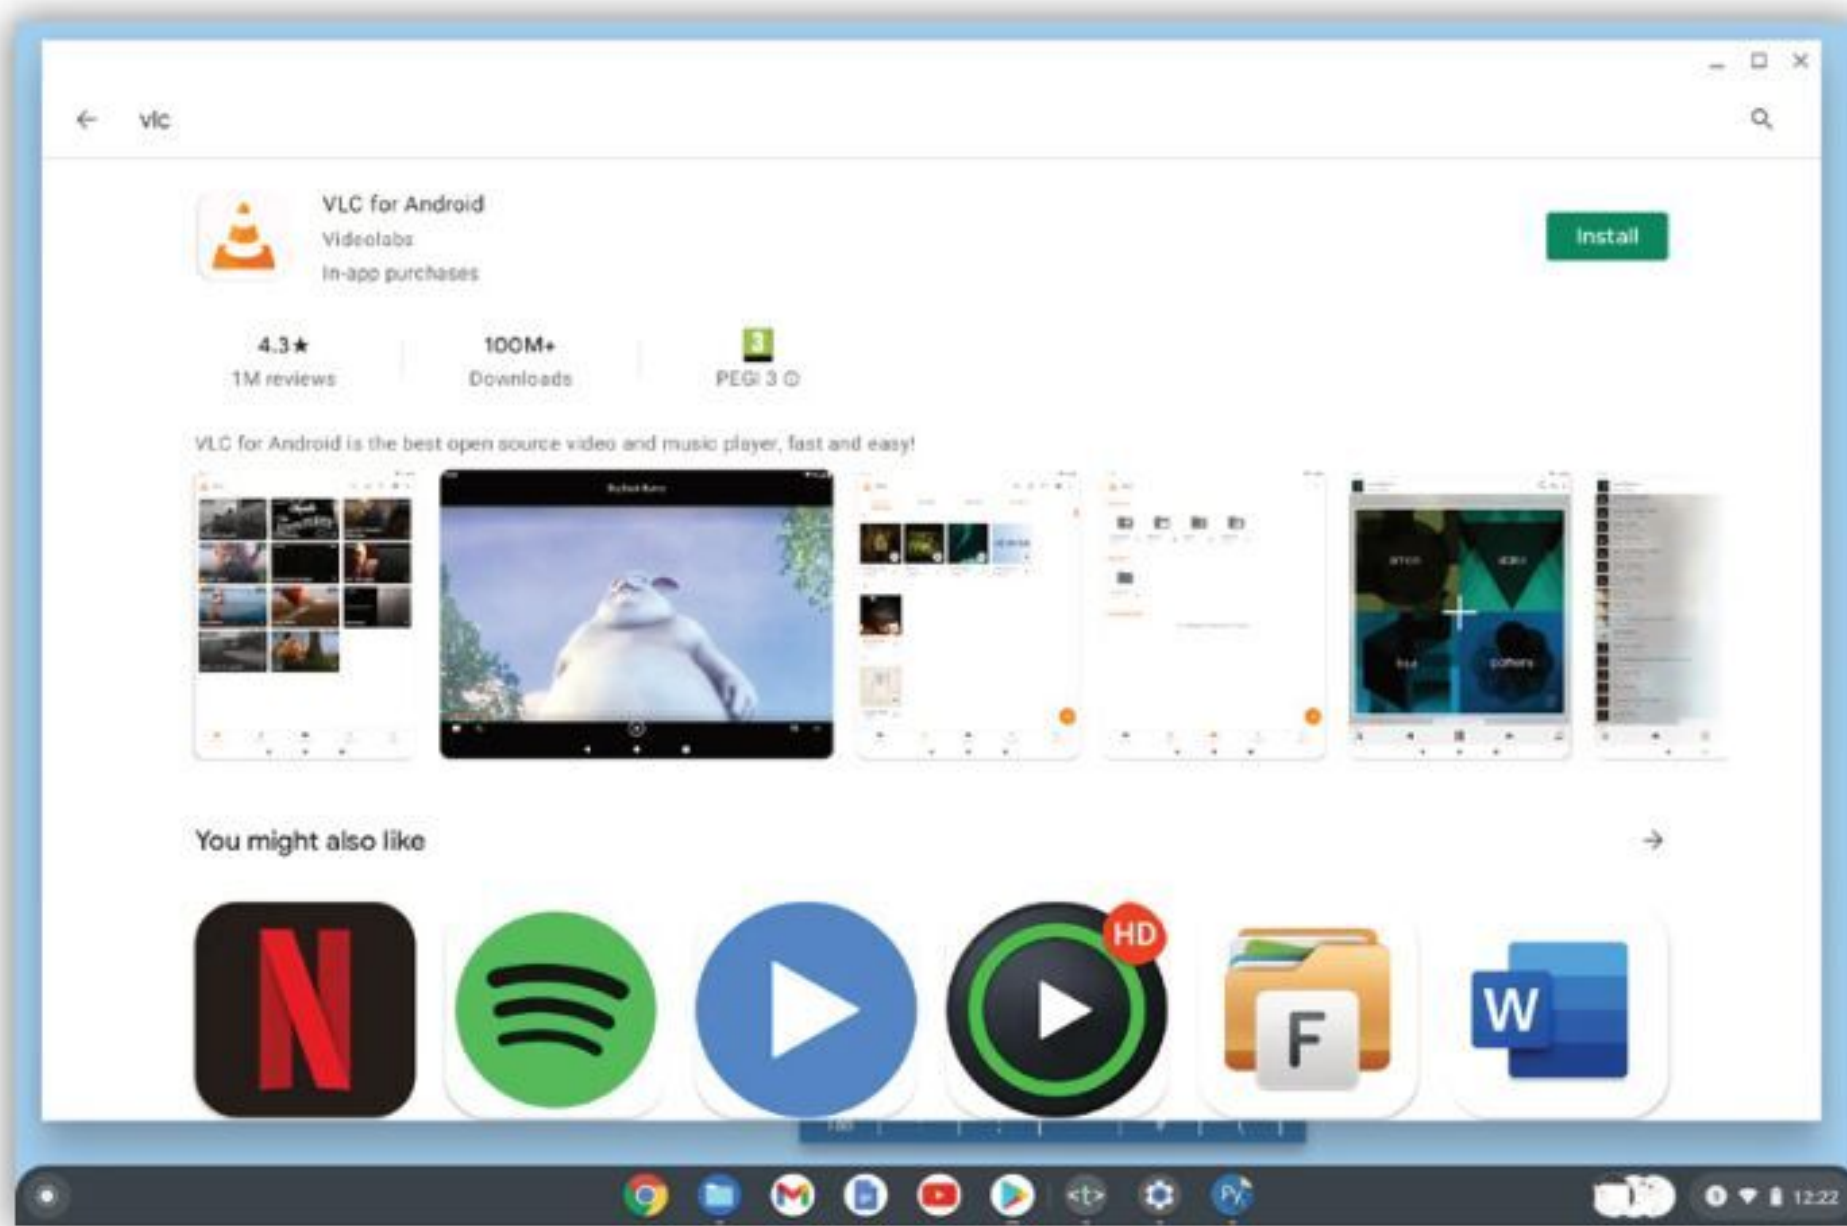 vlc
VLC for Android
Videolabs
In-app purchases
Install
4.3★
1M reviews
100M+
Downloads
3
PEGI 3
VLC for Android is the best open source video and music player, fast and easy!
You might also like
N
HD
F
W
<t>
Py
1
12:22